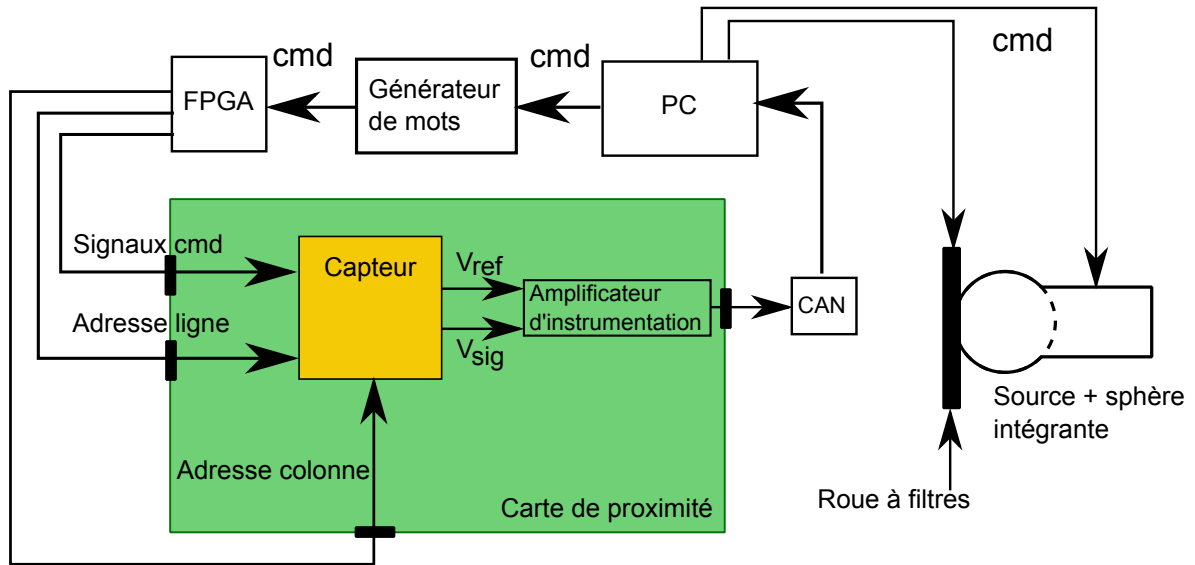 cmd
cmd
cmd
FPGA
Générateur
de mots
PC
Signaux cmd
Capteur
Vref
Amplificateur
d'instrumentation
CAN
Adresse ligne
Vsig
Source + sphère
intégrante
Adresse colonne
Roue à filtres
Carte de proximité